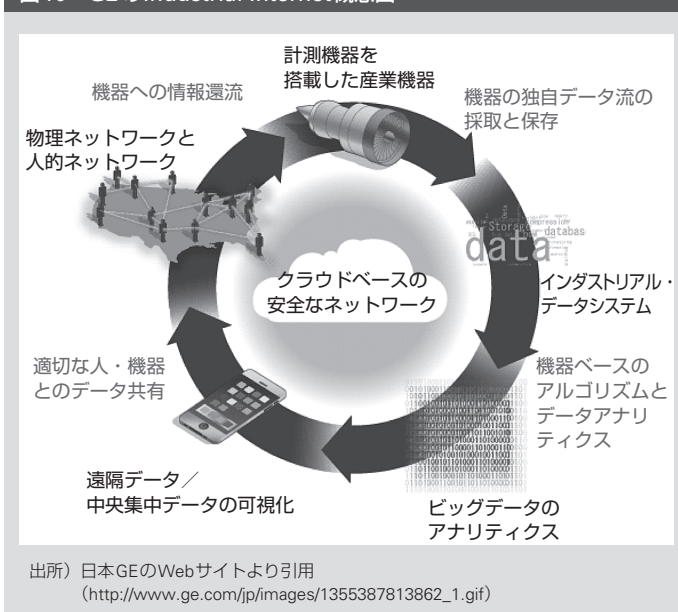 計測機器を
搭載した産業機器
機器への情報還流
機器の独自データ流の
採取と保存
物理ネットワークと
人的ネットワーク
Storage
databas
data
クラウドベースの
安全なネットワーク
インダストリアル・
データシステム
適切な人・機器
とのデータ共有
機器ベースの
アルゴリズムと
データアナリ
ティクス
遠隔データ／
中央集中データの可視化
ビッグデータの
アナリティクス
出所）日本GEのWebサイトより引用
（http://www.ge.com/jp/images/1355387813862_1.gif）